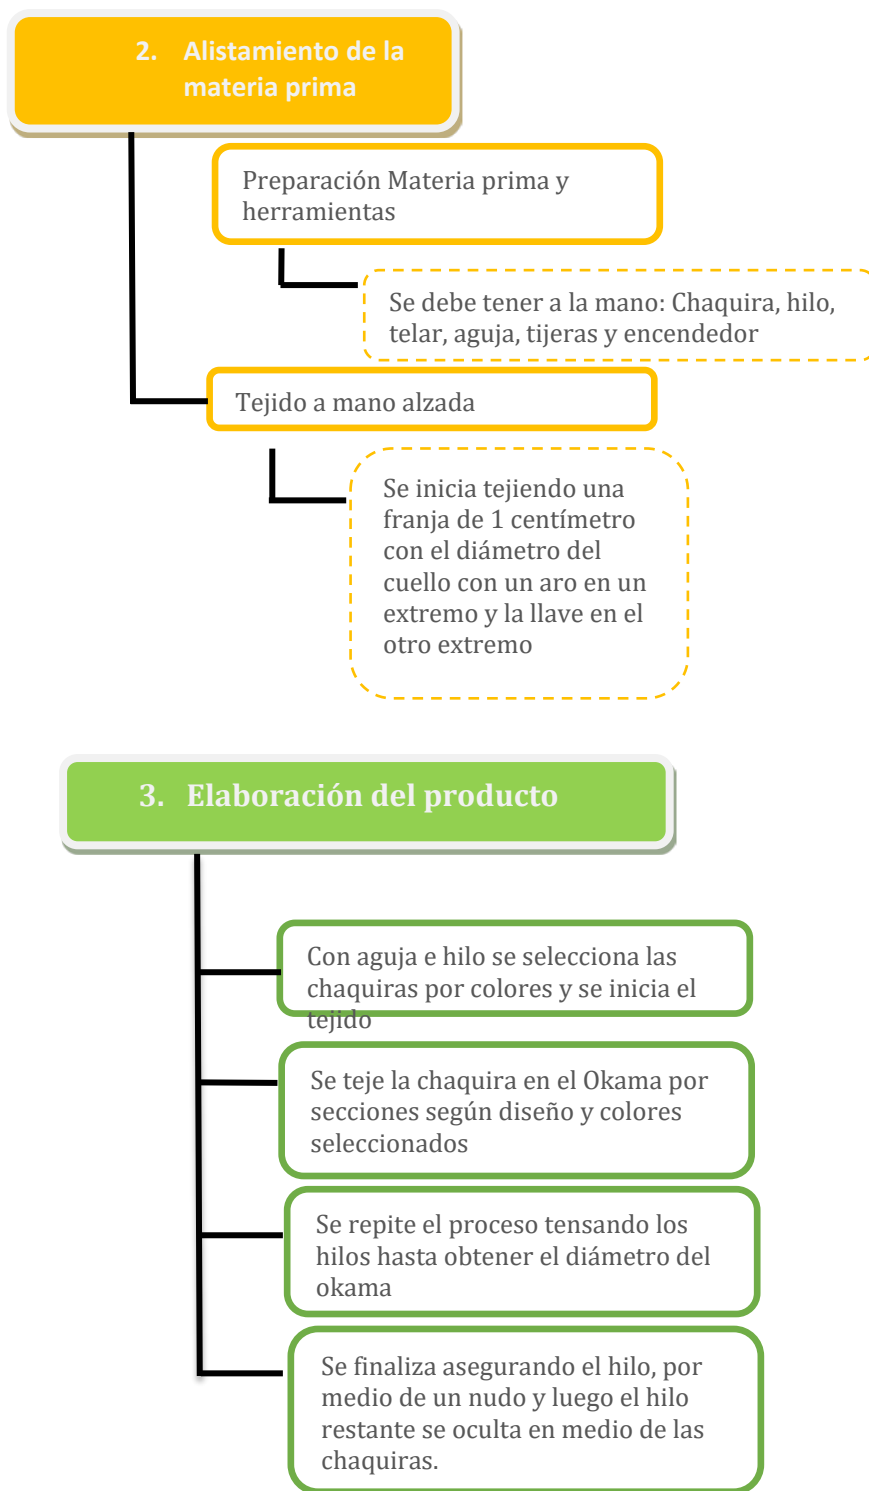 2. Alistamiento de la
materia prima
Preparación Materia prima y
herramientas
Se debe tener a la mano: Chaquira, hilo,
telar, aguja, tijeras y encendedor
Tejido a mano alzada
Se inicia tejiendo una
franja de 1 centímetro
con el diámetro del
cuello con un aro en un
extremo y la llave en el
otro extremo
3. Elaboración del producto
Con aguja e hilo se selecciona las
chaquiras por colores y se inicia el
tejido
Se teje la chaquira en el Okama por
secciones según diseño y colores
seleccionados
Se repite el proceso tensando los
hilos hasta obtener el diámetro del
okama
Se finaliza asegurando el hilo, por
medio de un nudo y luego el hilo
restante se oculta en medio de las
chaquiras.